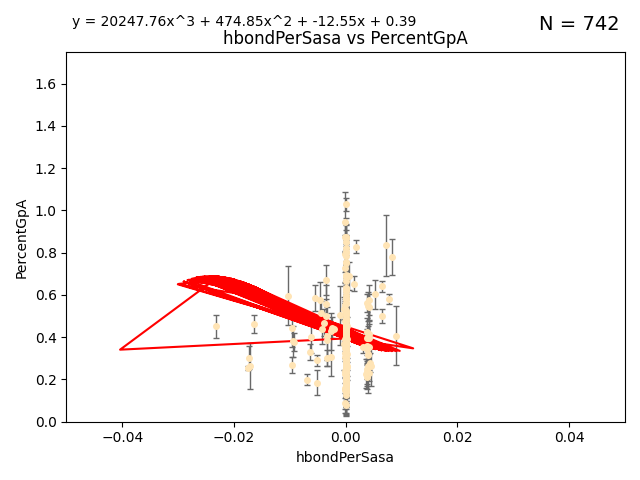 y = 20247.76x^3 + 474.85x^2 + -12.55x + 0.39
N = 742
hbondPerSasa vs PercentGpA
1.6
1.4
1.2
1.0
0.8
0.6
0.4
0.2
0.0
PercentGpA
−0.04 −0.02 0.00 0.02 0.04
hbondPerSasa